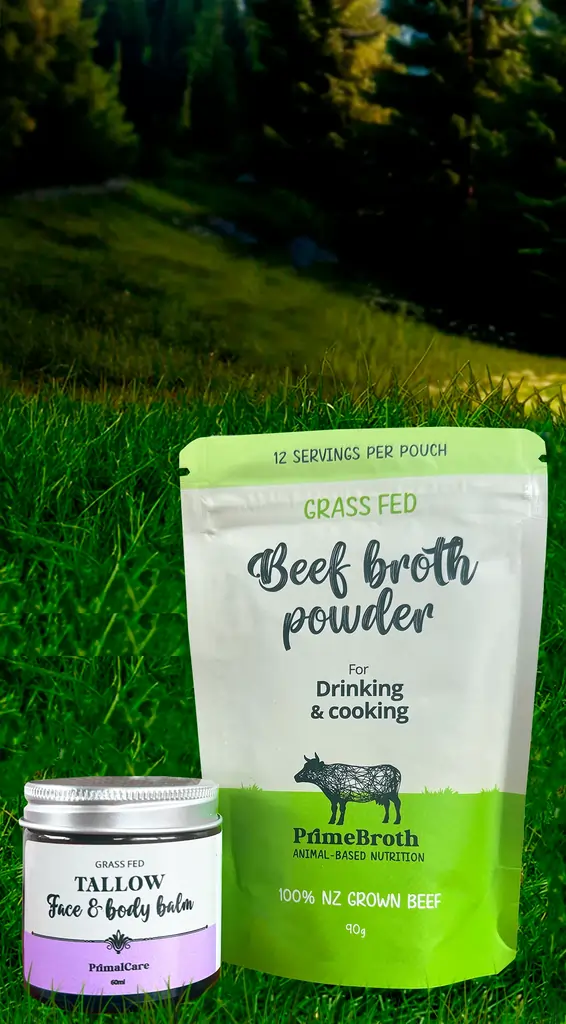 12 SERVINGS PER POUCH
GRASS FED
Beef broth
powder
For
Drinking
& cooking
PrimeBroth
ANIMAL-BASED NUTRITION
100% NZ GROWN BEEF
90g
GRASS FED
TALLOW
Face & body balm
PrimalCare
60ml